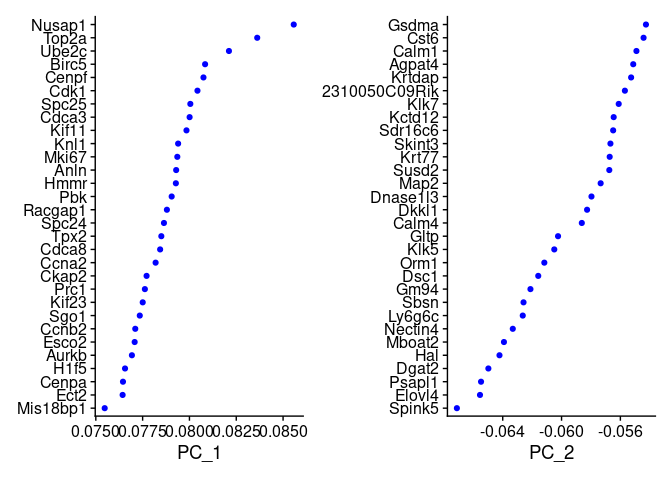 Nusap1
Top2a
Ube2c
Birc5
Cenpf
Cdk1
Spc25
Cdca3
Kif11
Knl1
Mki67
Anln
Hmmr
Pbk
Racgap1
Spc24
Tpx2
Cdca8
Ccna2
Ckap2
Prc1
Kif23
Sgo1
Ccnb2
Esco2
Aurkb
H1f5
Cenpa
Ect2
Mis18bp1
0.0750 0.0775 0.0800 0.0825 0.0850
PC_1
Gsdma
Cst6
Calm1
Agpat4
Krtdap
2310050C09Rik
Klk7
Kctd12
Sdr16c6
Skint3
Krt77
Susd2
Map2
Dnase1l3
Dkkl1
Calm4
Gltp
Klk5
Orm1
Dsc1
Gm94
Sbsn
Ly6g6c
Nectin4
Mboat2
Hal
Dgat2
Psapl1
Elovl4
Spink5
-0.064 -0.060 -0.056
PC_2